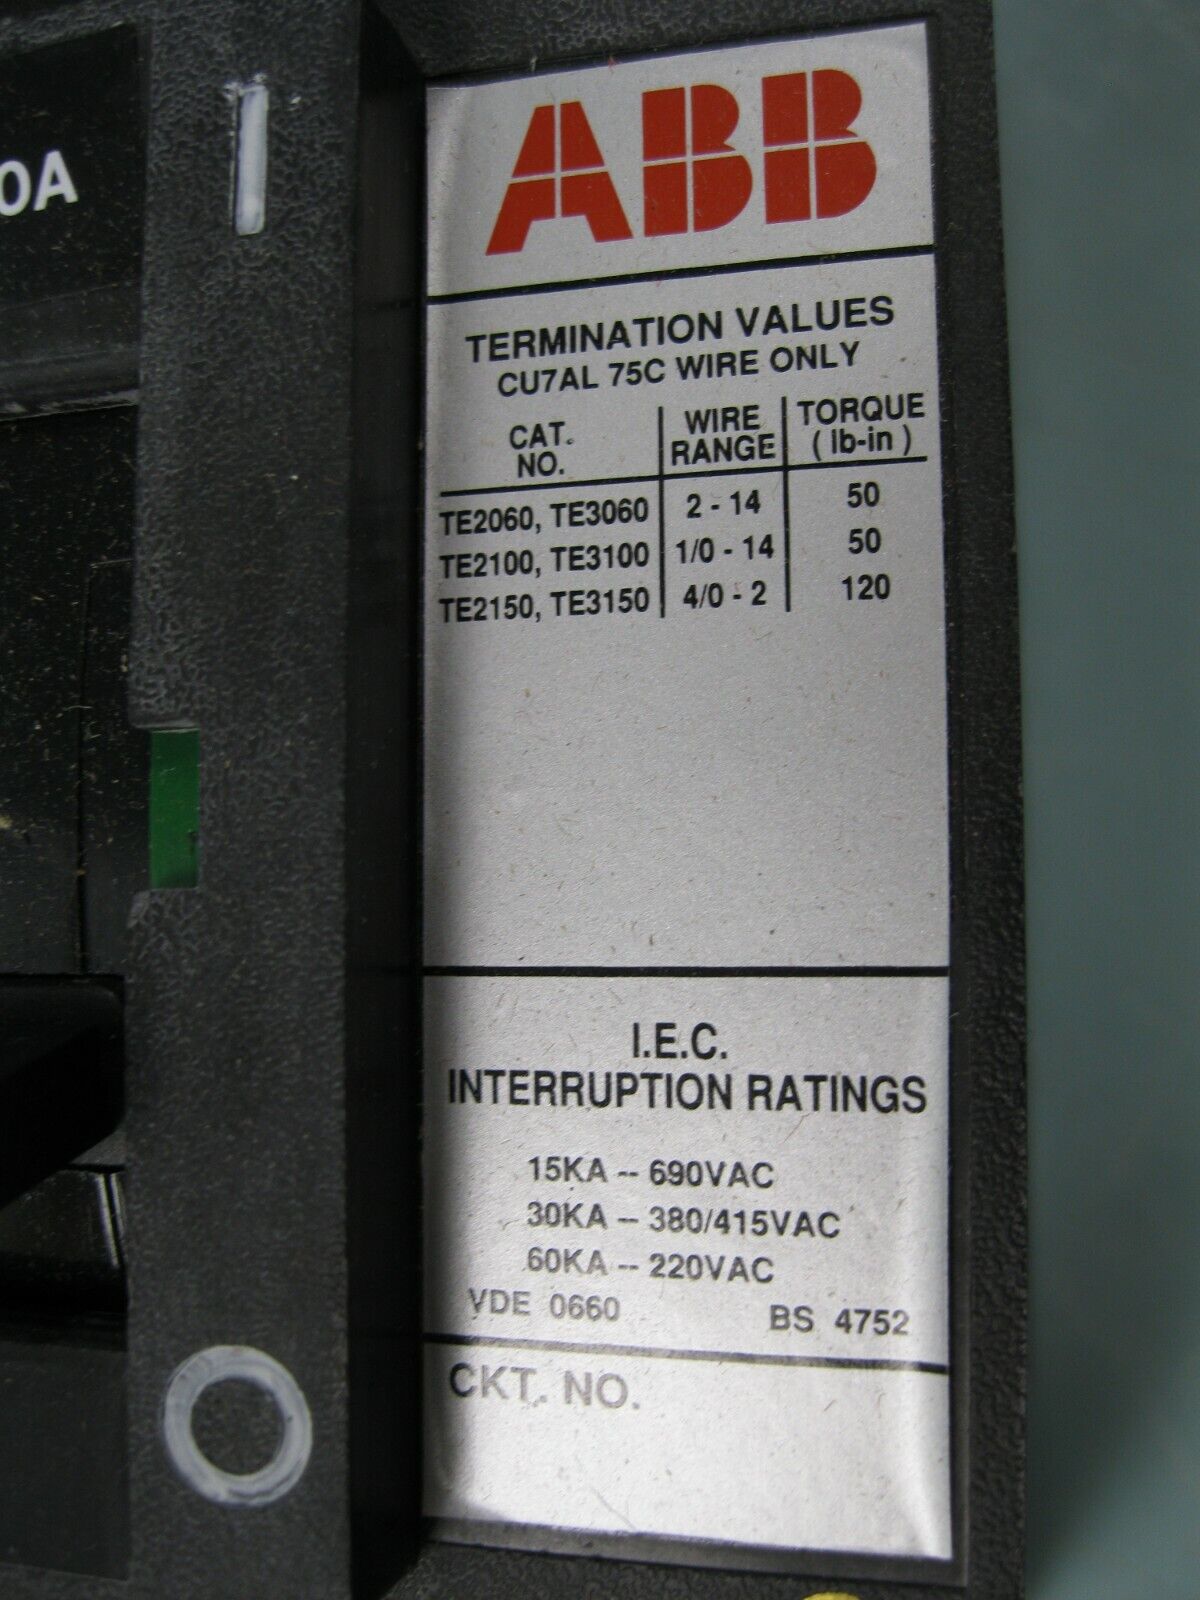 0A
ABB
TERMINATION VALUES
CU7AL 75C WIRE ONLY
CAT. NO. WIRE RANGE TORQUE (lb-in)
TE2060, TE3060 2 - 14 50
TE2100, TE3100 1/0 - 14 50
TE2150, TE3150 4/0 - 2 120
I.E.C.
INTERRUPTION RATINGS
15KA -- 690VAC
30KA -- 380/415VAC
60KA -- 220VAC
VDE 0660 BS 4752
CKT. NO.